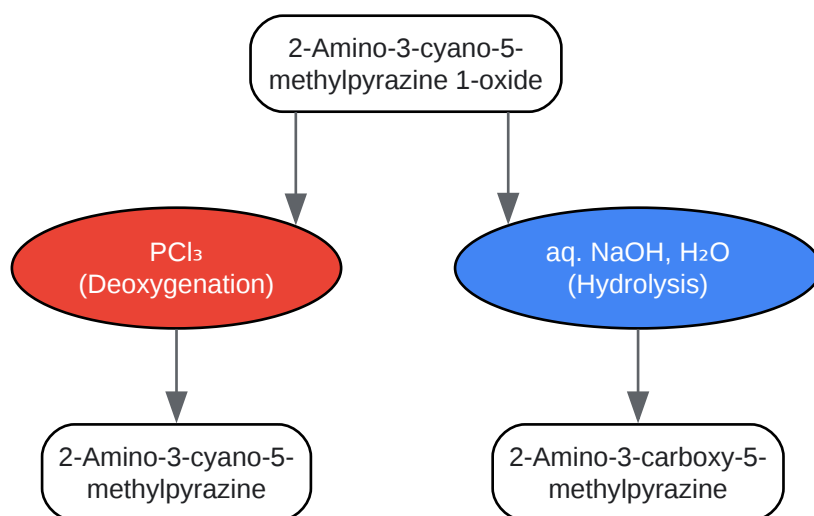 2-Amino-3-cyano-5-
methylpyrazine 1-oxide
PCl₃
(Deoxygenation)
aq. NaOH, H₂O
(Hydrolysis)
2-Amino-3-cyano-5-
methylpyrazine
2-Amino-3-carboxy-5-
methylpyrazine